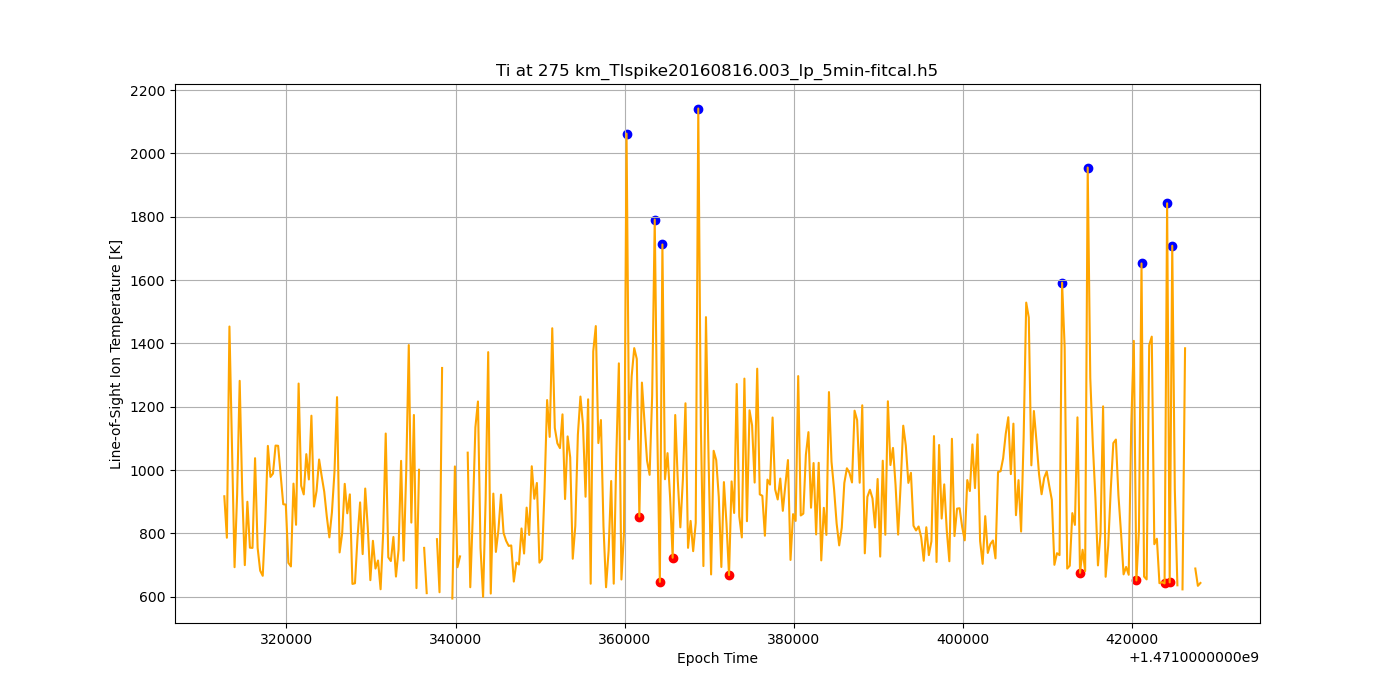 Ti at 275 km_TIspike20160816.003_lp_5min-fitcal.h5
Line-of-Sight Ion Temperature [K]
2200
2000
1800
1600
1400
1200
1000
800
600
320000 340000 360000 380000 400000 420000
+1.4710000000e9
Epoch Time